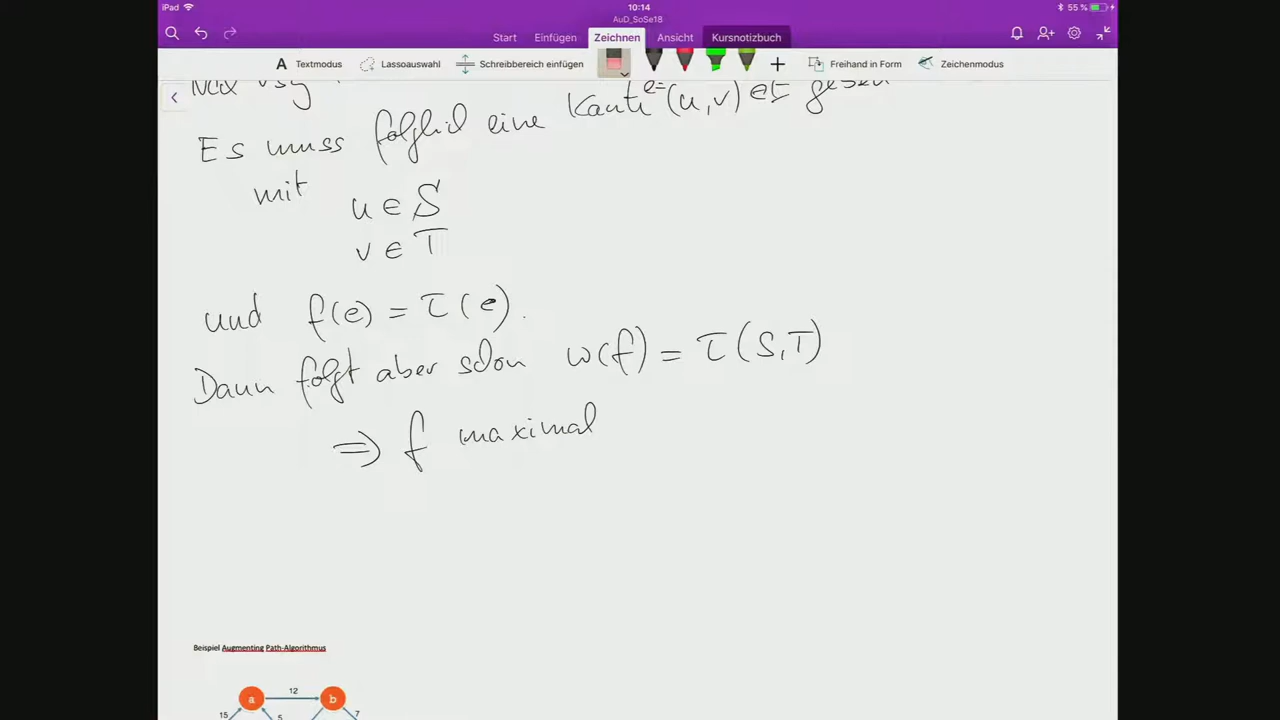 iPad 10:14 55 %
AuD_SoSe18
Start Einfügen Zeichnen Ansicht Kursnotizbuch
A Textmodus Lassoauswahl Schreibbereich einfügen Freihand in Form Zeichenmodus
Kante e=(u,v) ∈ E
Es muss folglich eine
mit u ∈ S
v ∈ T
und f(e) = τ(e).
Dann folgt aber schon w(f) = τ(S,T)
⇒ f maximal
Beispiel Augmenting Path-Algorithmus
12
a b
15 5 7